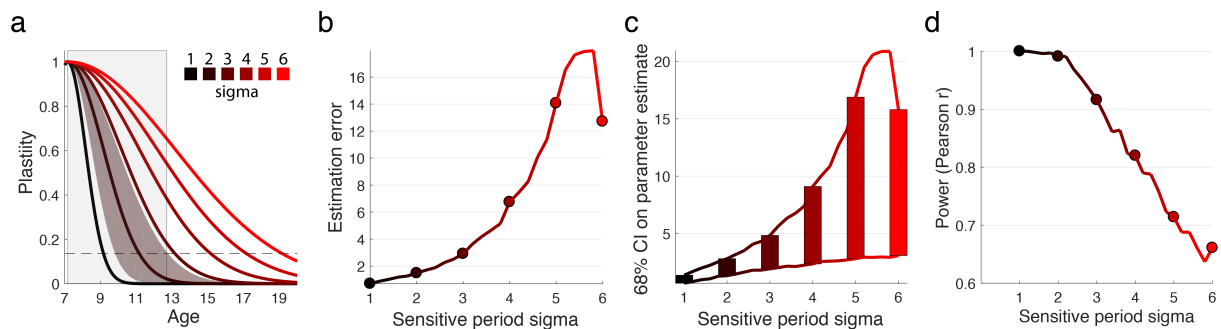 a
1 2 3 4 5 6
sigma
1
0.8
0.6
0.4
0.2
0
7 9 11 13 15 17 19
Plastiity
Age
b
16
14
12
10
8
6
4
2
1 2 3 4 5 6
Estimation error
Sensitive period sigma
c
20
15
10
5
1 2 3 4 5 6
68% CI on parameter estimate
Sensitive period sigma
d
1
0.9
0.8
0.7
0.6
1 2 3 4 5 6
Power (Pearson r)
Sensitive period sigma